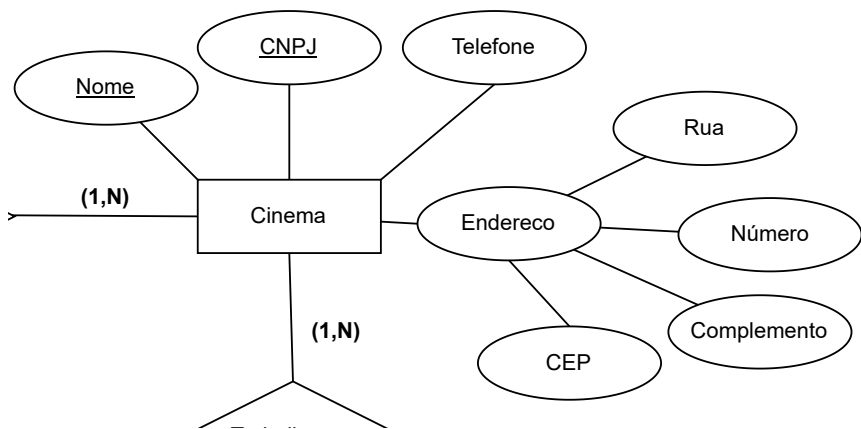 CNPJ
Telefone
Nome
Rua
(1,N)
Cinema
Endereco
Número
(1,N)
Complemento
CEP